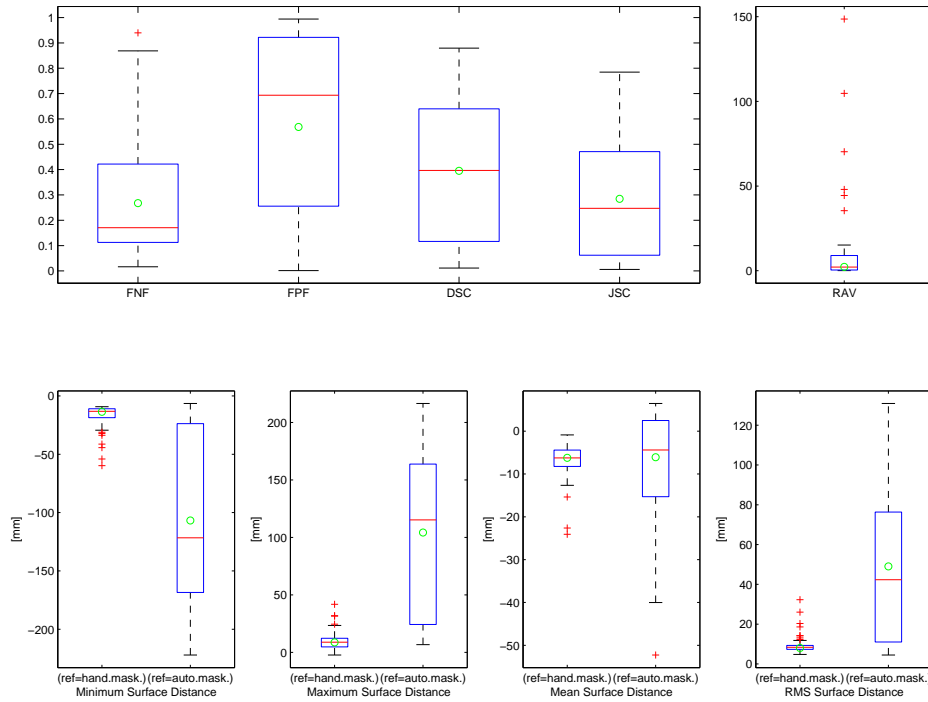 1
0.9
0.8
0.7
0.6
0.5
0.4
0.3
0.2
0.1
0
FNF FPF DSC JSC
150
100
50
0
RAV
0
−50
−100
−150
−200
[mm]
(ref=hand.mask.)(ref=auto.mask.)
Minimum Surface Distance
200
150
100
50
0
[mm]
(ref=hand.mask.)(ref=auto.mask.)
Maximum Surface Distance
0
−10
−20
−30
−40
−50
[mm]
(ref=hand.mask.)(ref=auto.mask.)
Mean Surface Distance
120
100
80
60
40
20
0
[mm]
(ref=hand.mask.)(ref=auto.mask.)
RMS Surface Distance